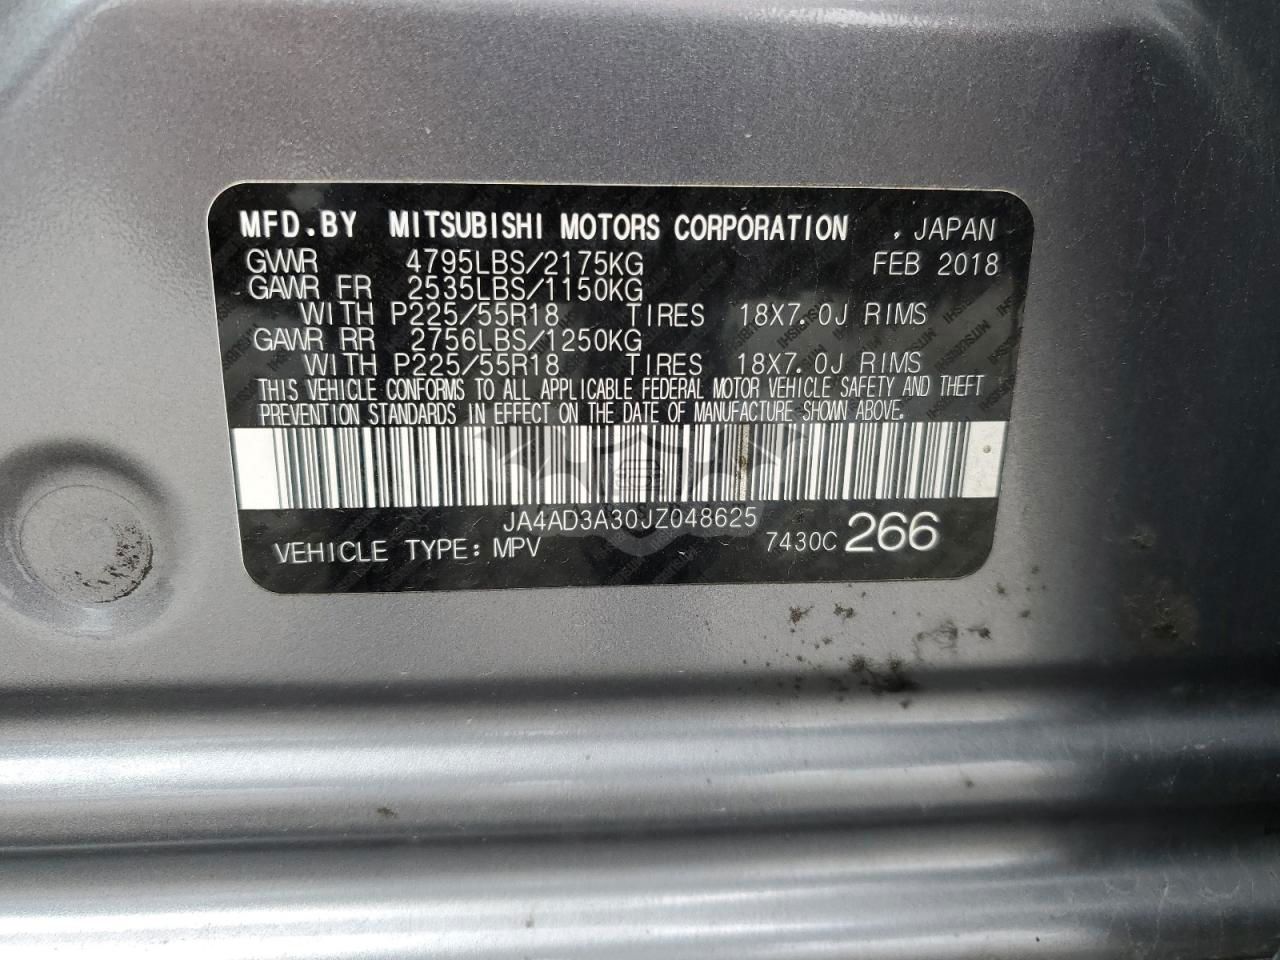 MFD.BY MITSUBISHI MOTORS CORPORATION . JAPAN
GVWR 4795LBS/2175KG FEB 2018
GAWR FR 2535LBS/1150KG
WITH P225/55R18 TIRES 18X7.0J RIMS
GAWR RR 2756LBS/1250KG
WITH P225/55R18 TIRES 18X7.0J RIMS
THIS VEHICLE CONFORMS TO ALL APPLICABLE FEDERAL MOTOR VEHICLE SAFETY AND THEFT
PREVENTION STANDARDS IN EFFECT ON THE DATE OF MANUFACTURE SHOWN ABOVE.
JA4AD3A30JZ048625
VEHICLE TYPE: MPV 7430C 266